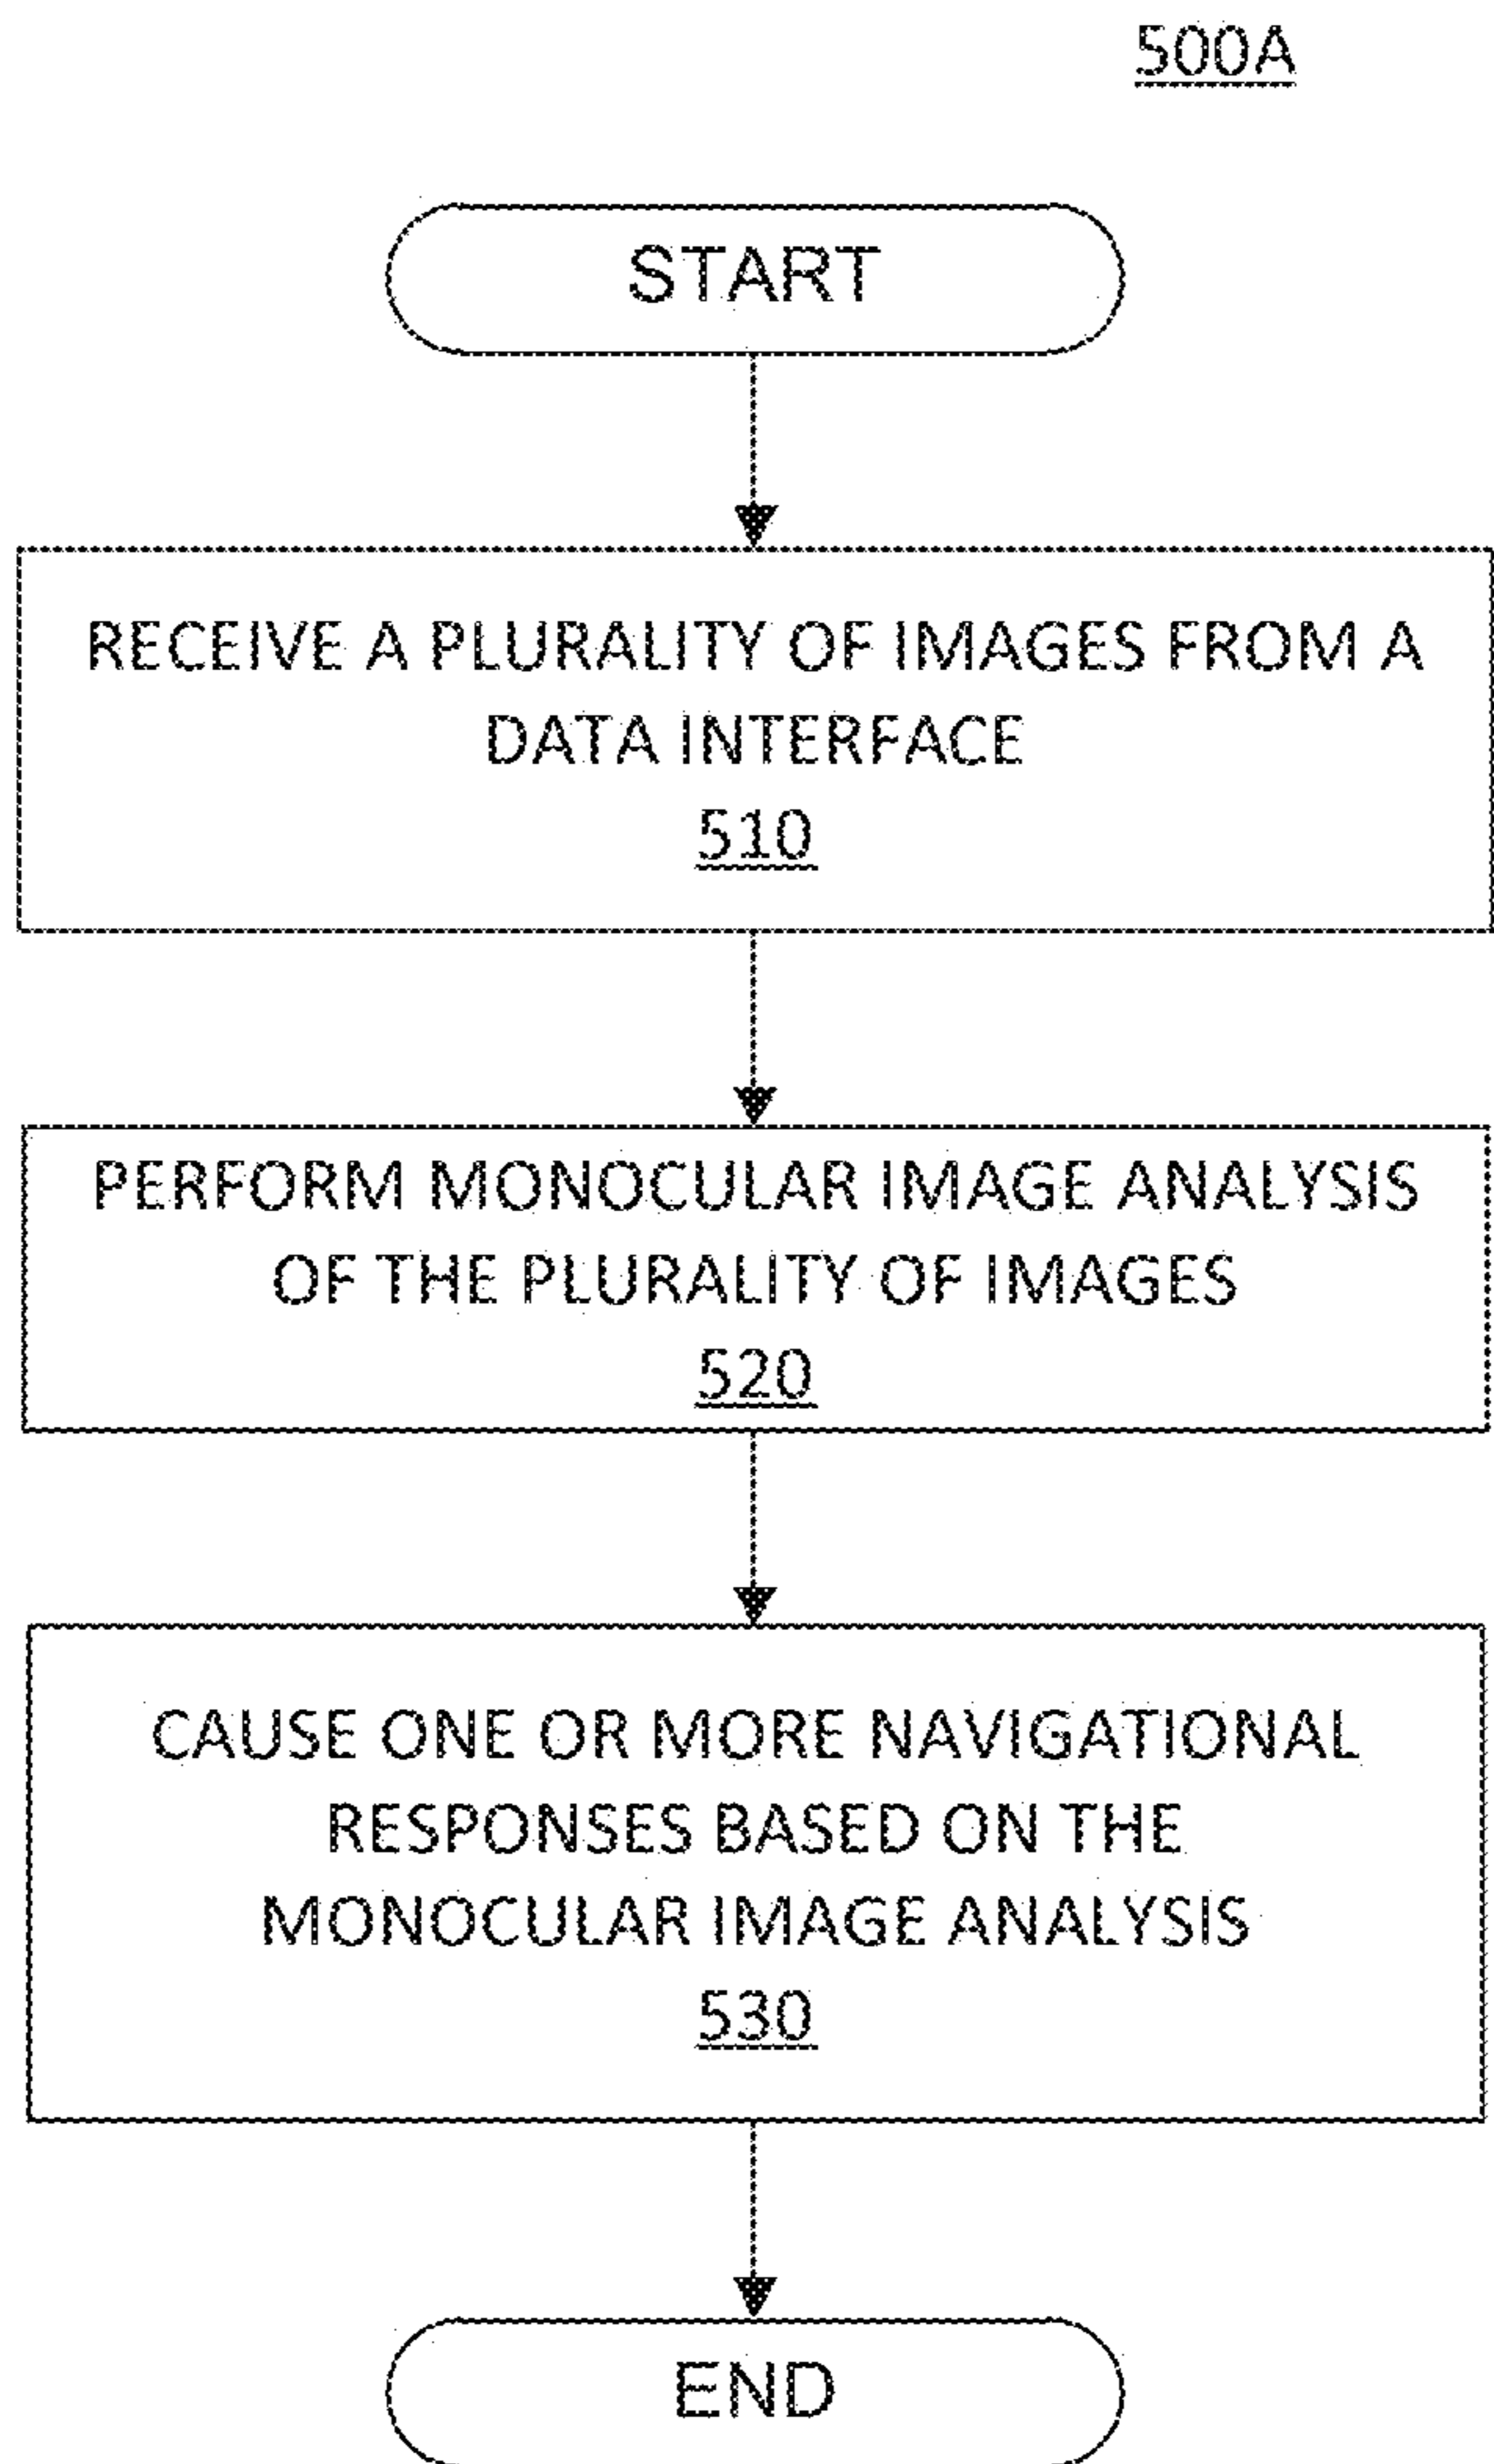 500A
START
RECEIVE A PLURALITY OF IMAGES FROM A
DATA INTERFACE
510
PERFORM MONOCULAR IMAGE ANALYSIS
OF THE PLURALITY OF IMAGES
520
CAUSE ONE OR MORE NAVIGATIONAL
RESPONSES BASED ON THE
MONOCULAR IMAGE ANALYSIS
530
END